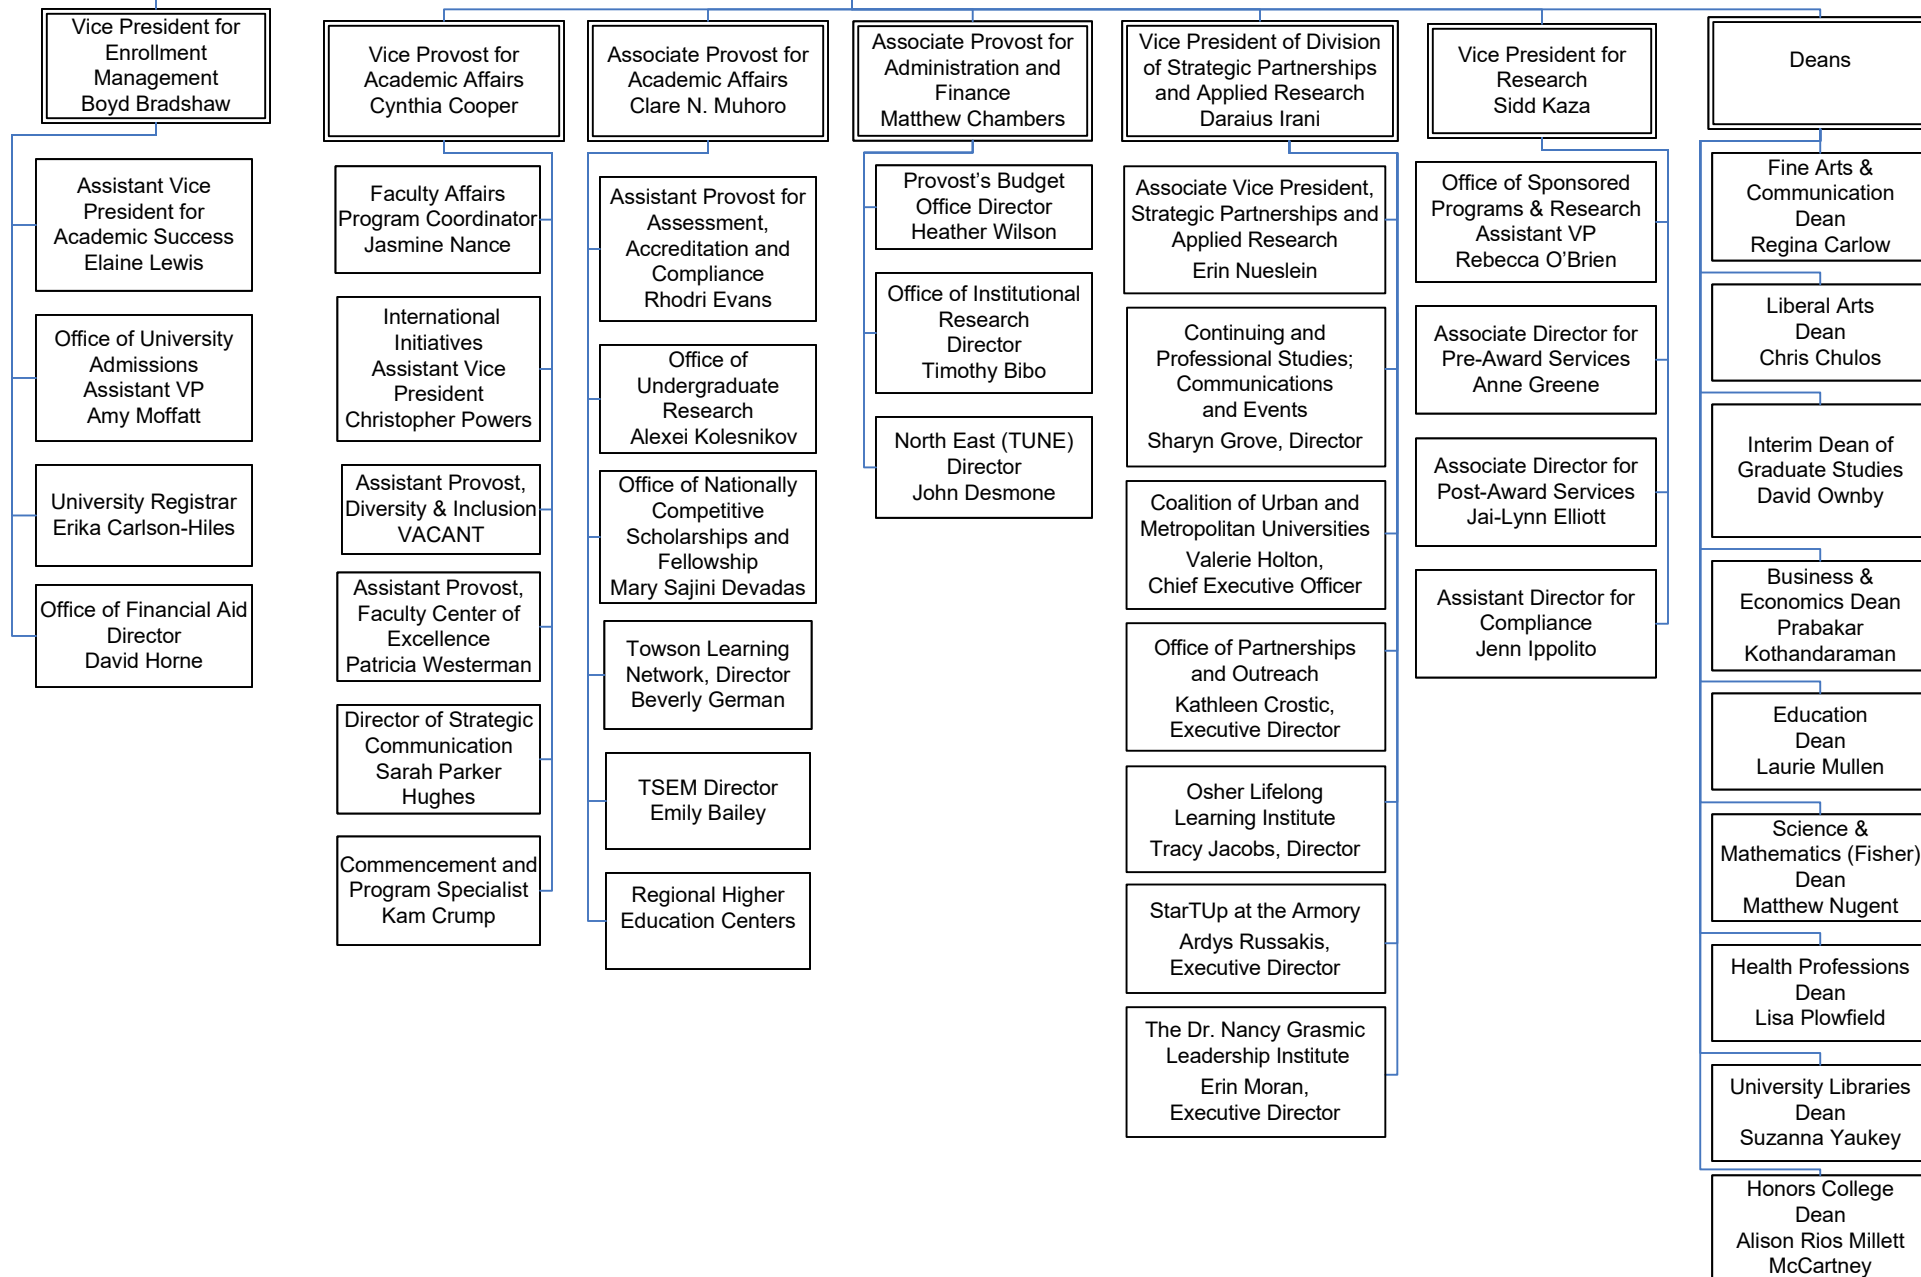 Vice President for
Enrollment
Management
Boyd Bradshaw
Assistant Vice
President for
Academic Success
Elaine Lewis
Office of University
Admissions
Assistant VP
Amy Moffatt
University Registrar
Erika Carlson-Hiles
Office of Financial Aid
Director
David Horne
Vice Provost for
Academic Affairs
Cynthia Cooper
Faculty Affairs
Program Coordinator
Jasmine Nance
International
Initiatives
Assistant Vice
President
Christopher Powers
Assistant Provost,
Diversity & Inclusion
VACANT
Assistant Provost,
Faculty Center of
Excellence
Patricia Westerman
Director of Strategic
Communication
Sarah Parker
Hughes
Commencement and
Program Specialist
Kam Crump
Associate Provost for
Academic Affairs
Clare N. Muhoro
Assistant Provost for
Assessment,
Accreditation and
Compliance
Rhodri Evans
Office of
Undergraduate
Research
Alexei Kolesnikov
Office of Nationally
Competitive
Scholarships and
Fellowship
Mary Sajini Devadas
Towson Learning
Network, Director
Beverly German
TSEM Director
Emily Bailey
Regional Higher
Education Centers
Associate Provost for
Administration and
Finance
Matthew Chambers
Provost’s Budget
Office Director
Heather Wilson
Office of Institutional
Research
Director
Timothy Bibo
North East (TUNE)
Director
John Desmone
Vice President of Division
of Strategic Partnerships
and Applied Research
Daraius Irani
Associate Vice President,
Strategic Partnerships and
Applied Research
Erin Nueslein
Continuing and
Professional Studies;
Communications
and Events
Sharyn Grove, Director
Coalition of Urban and
Metropolitan Universities
Valerie Holton,
Chief Executive Officer
Office of Partnerships
and Outreach
Kathleen Crostic,
Executive Director
Osher Lifelong
Learning Institute
Tracy Jacobs, Director
StarTUp at the Armory
Ardys Russakis,
Executive Director
The Dr. Nancy Grasmic
Leadership Institute
Erin Moran,
Executive Director
Vice President for
Research
Sidd Kaza
Office of Sponsored
Programs & Research
Assistant VP
Rebecca O’Brien
Associate Director for
Pre-Award Services
Anne Greene
Associate Director for
Post-Award Services
Jai-Lynn Elliott
Assistant Director for
Compliance
Jenn Ippolito
Deans
Fine Arts &
Communication
Dean
Regina Carlow
Liberal Arts
Dean
Chris Chulos
Interim Dean of
Graduate Studies
David Ownby
Business &
Economics Dean
Prabakar
Kothandaraman
Education
Dean
Laurie Mullen
Science &
Mathematics (Fisher)
Dean
Matthew Nugent
Health Professions
Dean
Lisa Plowfield
University Libraries
Dean
Suzanna Yaukey
Honors College
Dean
Alison Rios Millett
McCartney